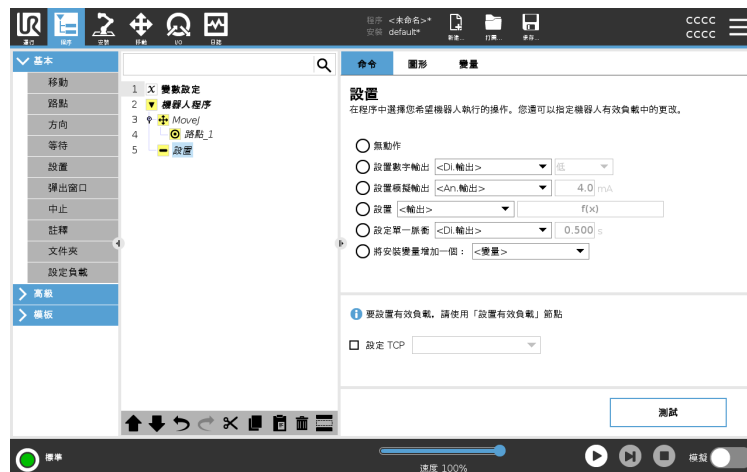 UR
運行
程序
安裝
移動
I/O
日誌
程序 <未命名>*
安裝 default*
新建...
打開...
保存...
CCCC
CCCC
基本
移動
路點
方向
等待
設置
彈出窗口
中止
註釋
文件夾
設定負載
高級
模板
1 X 變數設定
2 機器人程序
3 MoveJ
4 路點_1
5 設置
命令 圖形 變量
設置
在程序中選擇您希望機器人執行的操作。您還可以指定機器人有效負載中的更改。
無動作
設置數字輸出 <DI.輸出> 低
設置模擬輸出 <An.輸出> 4.0 mA
設置 <輸出> f(x)
設定單一脈衝 <DI.輸出> 0.500 s
將安裝變量增加一個： <變量>
要設置有效負載，請使用「設置有效負載」節點
設定 TCP
測試
標準
速度 100%
模擬